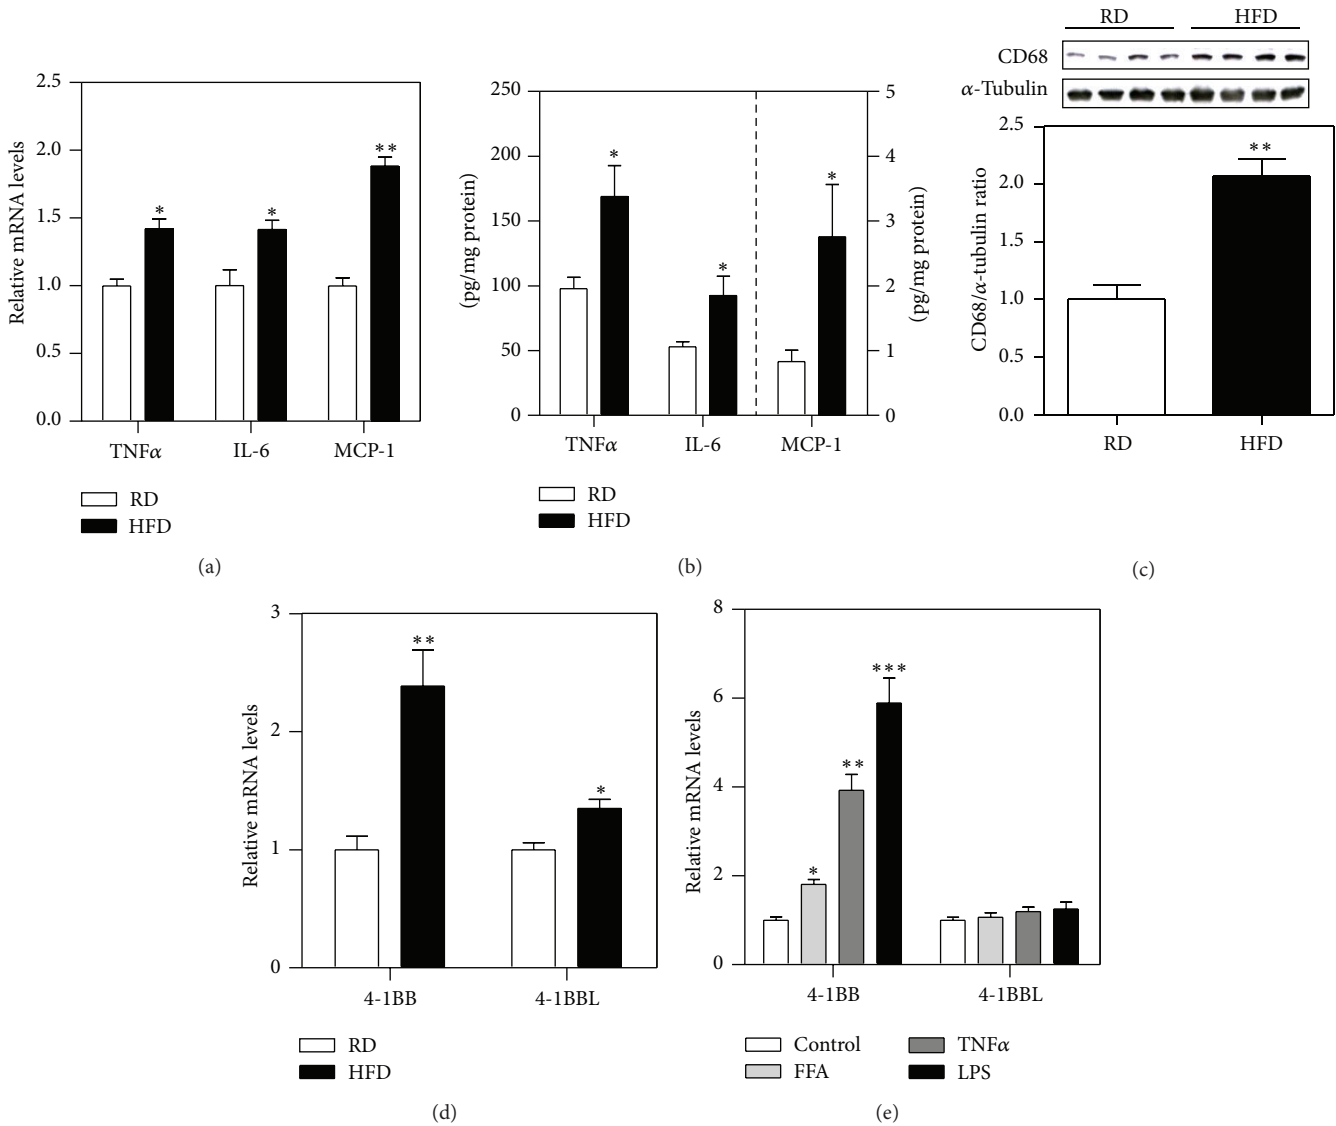 Relative mRNA levels
2.5
2.0
1.5
1.0
0.5
0.0
*
*
**
TNFα IL-6 MCP-1
RD
HFD
(a)
(pg/mg protein)
250
200
150
100
50
0
*
*
*
5
4
3
2
1
0
(pg/mg protein)
TNFα IL-6 MCP-1
RD
HFD
(b)
RD HFD
CD68
α-Tubulin
CD68/α-tubulin ratio
2.5
2.0
1.5
1.0
0.5
0.0
**
RD HFD
(c)
Relative mRNA levels
3
2
1
0
**
*
4-1BB 4-1BBL
RD
HFD
(d)
Relative mRNA levels
8
6
4
2
0
*
**
***
4-1BB 4-1BBL
Control TNFα
FFA LPS
(e)